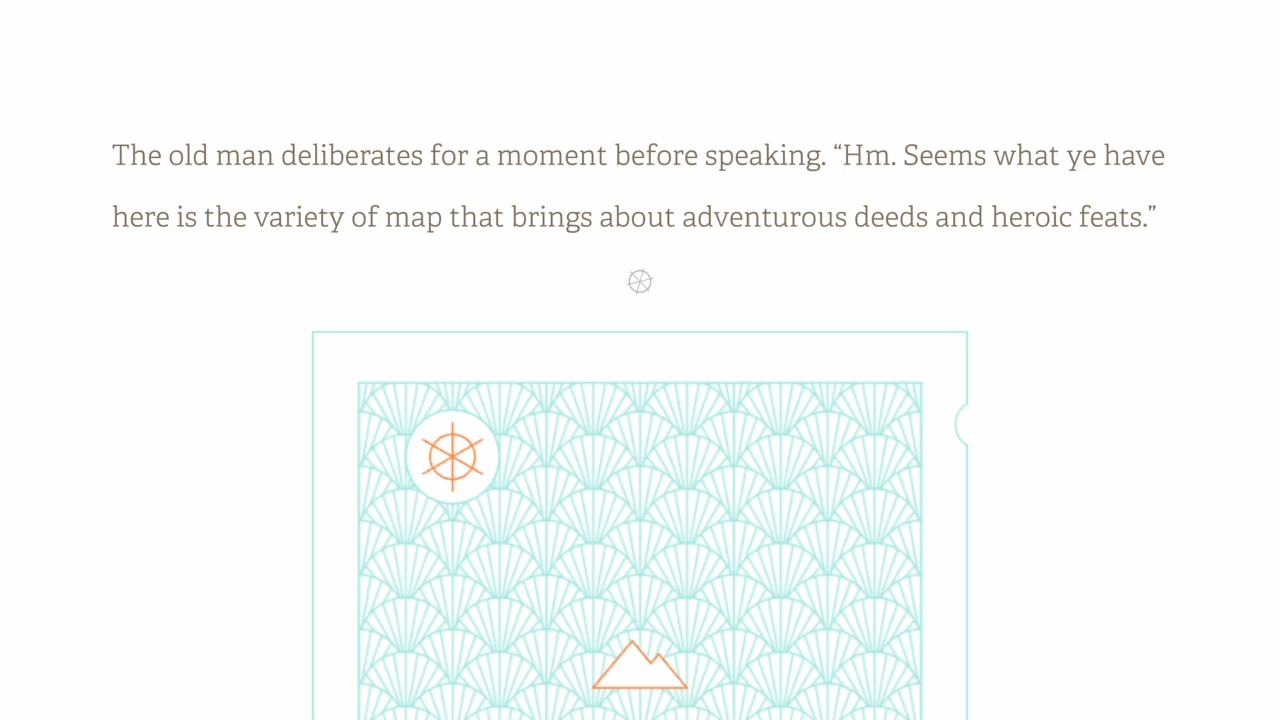 The old man deliberates for a moment before speaking. “Hm. Seems what ye have
here is the variety of map that brings about adventurous deeds and heroic feats.”